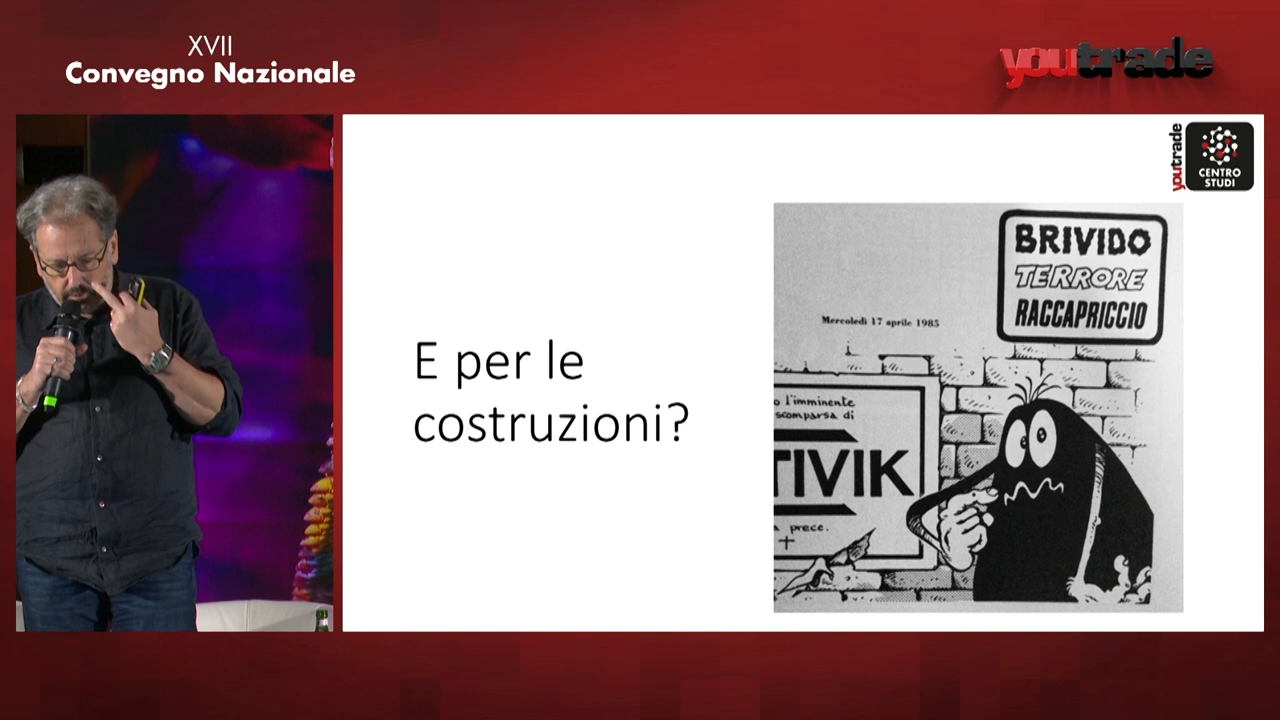 XVII
Convegno Nazionale
youtrade
youtrade
CENTRO
STUDI
E per le
costruzioni?
BRIVIDO
TERRORE
RACCAPRICCIO
Mercoledì 17 aprile 1985
o l'imminente
scomparsa di
TIVIK
prece.